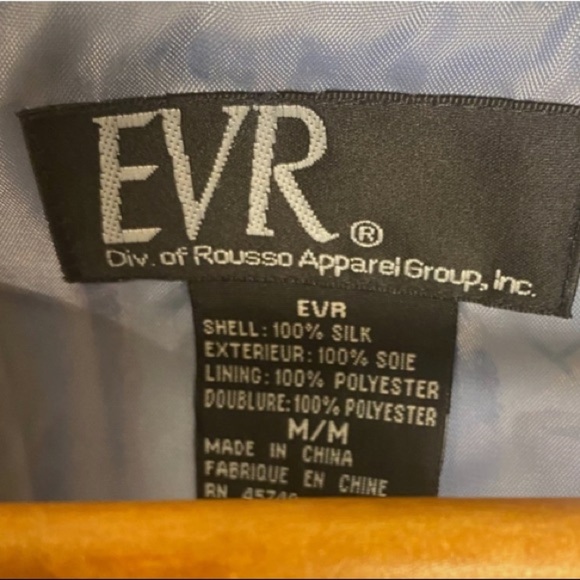 EVR®
Div. of Rousso Apparel Group, Inc.
EVR
SHELL: 100% SILK
EXTERIEUR: 100% SOIE
LINING: 100% POLYESTER
DOUBLURE: 100% POLYESTER
M/M
MADE IN CHINA
FABRIQUE EN CHINE
RN